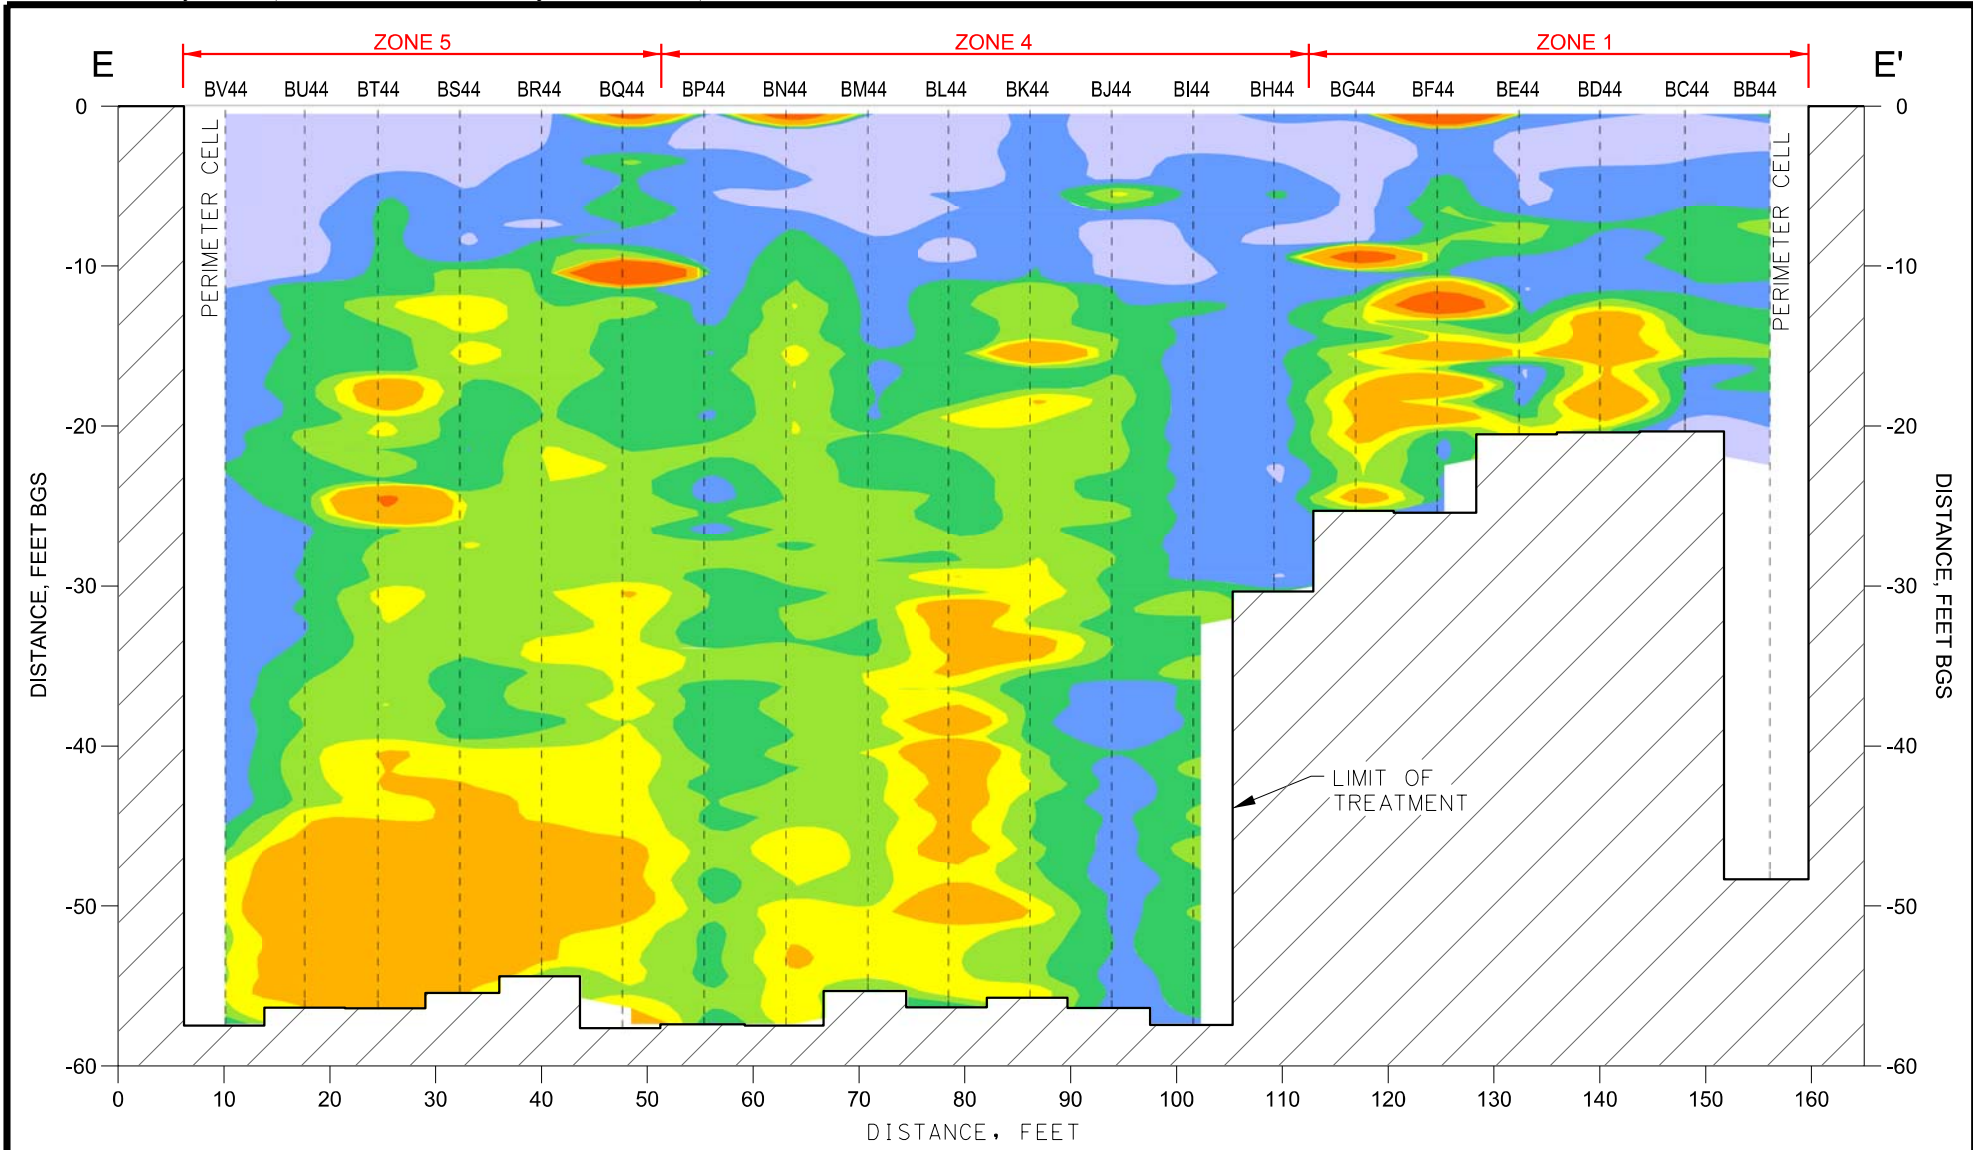 ZONE 5 ZONE 4 ZONE 1
E E'
BV44 BU44 BT44 BS44 BR44 BQ44 BP44 BN44 BM44 BL44 BK44 BJ44 BI44 BH44 BG44 BF44 BE44 BD44 BC44 BB44
0 0
PERIMETER CELL
PERIMETER CELL
-10 -10
-20 -20
-30 -30
-40 -40
-50 -50
-60 -60
DISTANCE, FEET BGS
DISTANCE, FEET BGS
LIMIT OF
TREATMENT
0 10 20 30 40 50 60 70 80 90 100 110 120 130 140 150 160
DISTANCE, FEET